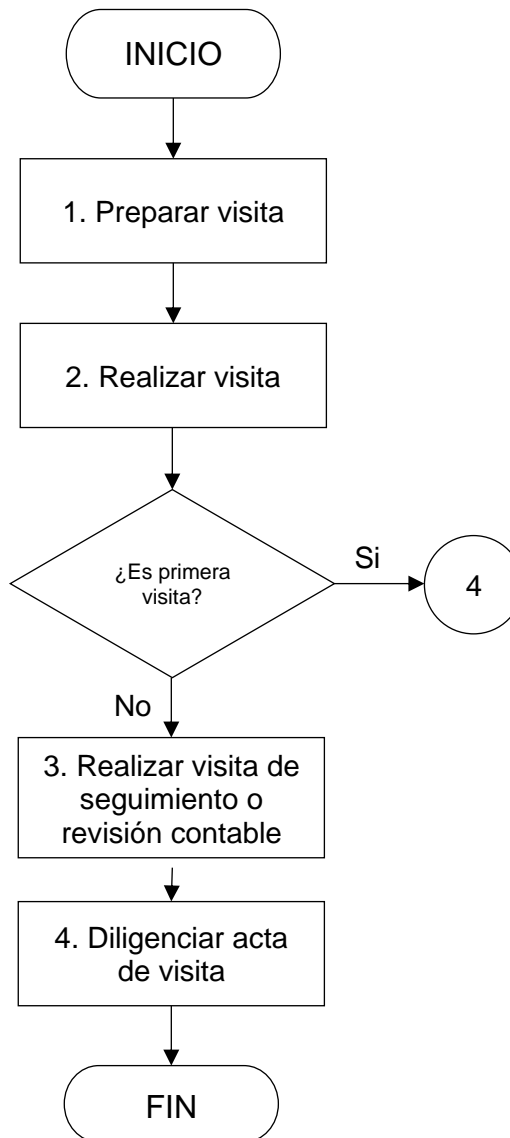 INICIO
1. Preparar visita
2. Realizar visita
¿Es primera
visita?
Si
4
No
3. Realizar visita de
seguimiento o
revisión contable
4. Diligenciar acta
de visita
FIN